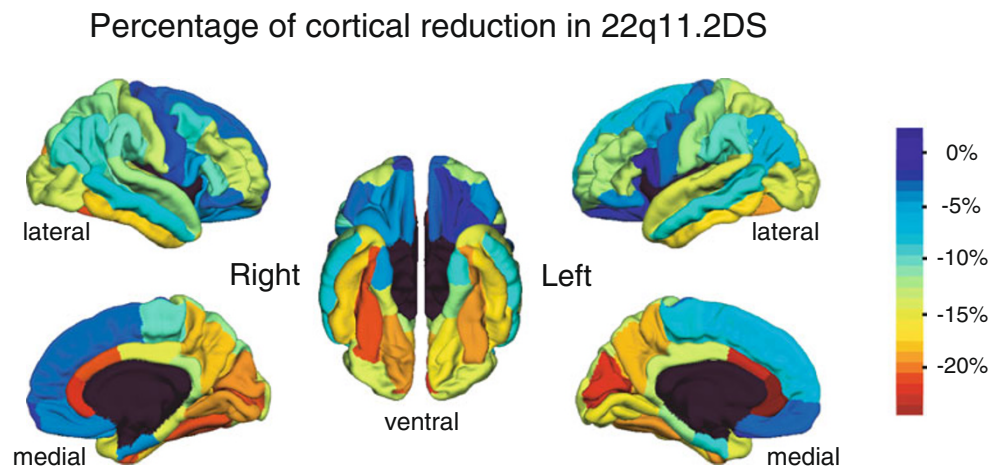 Percentage of cortical reduction in 22q11.2DS
lateral
lateral
Right
Left
medial
ventral
medial
0%
-5%
-10%
-15%
-20%